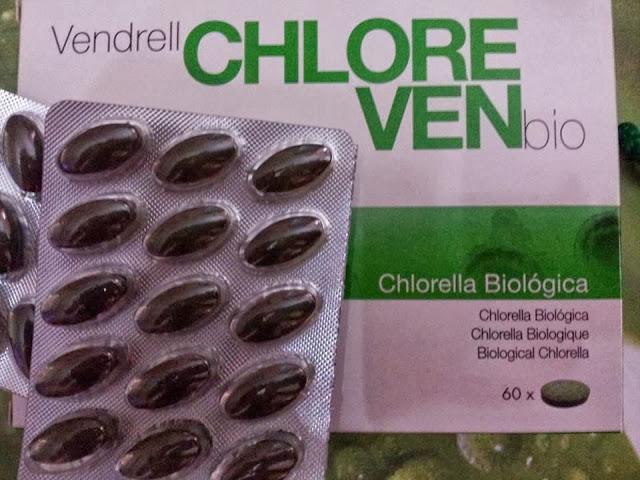 Vendrell CHLORE
VENbio
Chlorella Biológica
Chlorella Biológica
Chlorella Biologique
Biological Chlorella
60 x